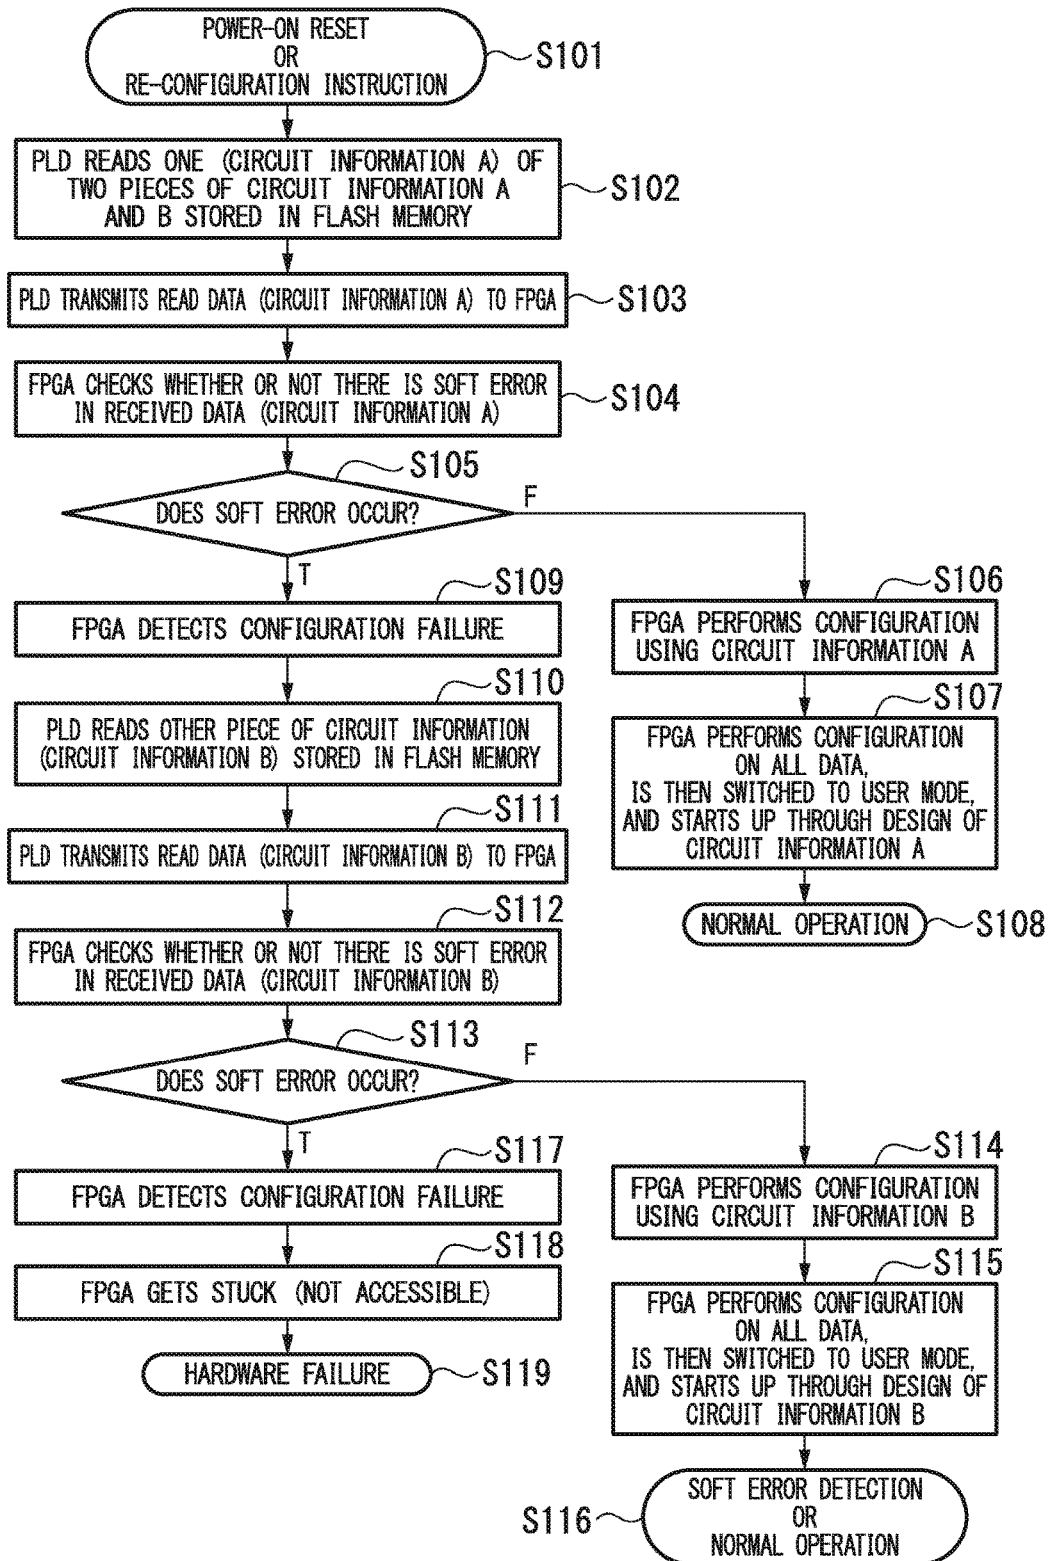 POWER-ON RESET
OR
RE-CONFIGURATION INSTRUCTION
S101
PLD READS ONE (CIRCUIT INFORMATION A) OF
TWO PIECES OF CIRCUIT INFORMATION A
AND B STORED IN FLASH MEMORY
S102
PLD TRANSMITS READ DATA (CIRCUIT INFORMATION A) TO FPGA
S103
FPGA CHECKS WHETHER OR NOT THERE IS SOFT ERROR
IN RECEIVED DATA (CIRCUIT INFORMATION A)
S104
S105
DOES SOFT ERROR OCCUR?
F
T
S106
FPGA PERFORMS CONFIGURATION
USING CIRCUIT INFORMATION A
S107
FPGA PERFORMS CONFIGURATION
ON ALL DATA,
IS THEN SWITCHED TO USER MODE,
AND STARTS UP THROUGH DESIGN OF
CIRCUIT INFORMATION A
NORMAL OPERATION
S108
S109
FPGA DETECTS CONFIGURATION FAILURE
S110
PLD READS OTHER PIECE OF CIRCUIT INFORMATION
(CIRCUIT INFORMATION B) STORED IN FLASH MEMORY
S111
PLD TRANSMITS READ DATA (CIRCUIT INFORMATION B) TO FPGA
S112
FPGA CHECKS WHETHER OR NOT THERE IS SOFT ERROR
IN RECEIVED DATA (CIRCUIT INFORMATION B)
S113
DOES SOFT ERROR OCCUR?
F
T
S114
FPGA PERFORMS CONFIGURATION
USING CIRCUIT INFORMATION B
S115
FPGA PERFORMS CONFIGURATION
ON ALL DATA,
IS THEN SWITCHED TO USER MODE,
AND STARTS UP THROUGH DESIGN OF
CIRCUIT INFORMATION B
S116
SOFT ERROR DETECTION
OR
NORMAL OPERATION
S117
FPGA DETECTS CONFIGURATION FAILURE
S118
FPGA GETS STUCK (NOT ACCESSIBLE)
HARDWARE FAILURE
S119